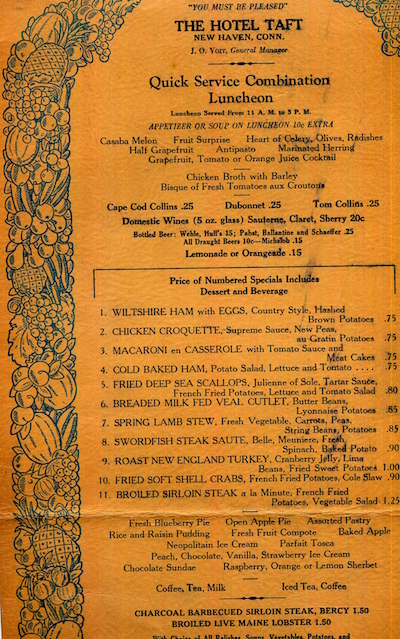 "YOU MUST BE PLEASED"
THE HOTEL TAFT
NEW HAVEN, CONN.
J. O. VOIT, General Manager
Quick Service Combination
Luncheon
Luncheon Served From 11 A. M. to 3 P. M.
APPETIZER OR SOUP ON LUNCHEON 10c EXTRA
Casaba Melon Fruit Surprise Heart of Celery, Olives, Radishes
Half Grapefruit Antipasto Marinated Herring
Grapefruit, Tomato or Orange Juice Cocktail
Chicken Broth with Barley
Bisque of Fresh Tomatoes aux Croutons
Cape Cod Collins .25 Dubonnet .25 Tom Collins .25
Domestic Wines (5 oz. glass) Sauterne, Claret, Sherry 20c
Bottled Beer: Wehle, Hull's 15; Pabst, Ballantine and Schaeffer .25
All Draught Beers 10c—Michelob .15
Lemonade or Orangeade .15
Price of Numbered Specials Includes
Dessert and Beverage
1. WILTSHIRE HAM with EGGS, Country Style, Hashed
Brown Potatoes .75
2. CHICKEN CROQUETTE, Supreme Sauce, New Peas,
au Gratin Potatoes .75
3. MACARONI en CASSEROLE with Tomato Sauce and
Meat Cakes .75
4. COLD BAKED HAM, Potato Salad, Lettuce and Tomato .... .75
5. FRIED DEEP SEA SCALLOPS, Julienne of Sole, Tartar Sauce,
French Fried Potatoes, Lettuce and Tomato Salad .80
6. BREADED MILK FED VEAL CUTLET, Butter Beans,
Lyonnaise Potatoes .85
7. SPRING LAMB STEW, Fresh Vegetable, Carrots, Peas,
String Beans, Potatoes .85
8. SWORDFISH STEAK SAUTE, Belle, Meuniere, Fresh
Spinach, Baked Potato .90
9. ROAST NEW ENGLAND TURKEY, Cranberry Jelly, Lima
Beans, Fried Sweet Potatoes 1.00
10. FRIED SOFT SHELL CRABS, French Fried Potatoes, Cole Slaw .90
11. BROILED SIRLOIN STEAK a la Minute, French Fried
Potatoes, Vegetable Salad 1.25
Fresh Blueberry Pie Open Apple Pie Assorted Pastry
Rice and Raisin Pudding Fresh Fruit Compote Baked Apple
Neopolitan Ice Cream Parfait Tosca
Peach, Chocolate, Vanilla, Strawberry Ice Cream
Chocolate Sundae Raspberry, Orange or Lemon Sherbet
Coffee, Tea, Milk Iced Tea, Coffee
CHARCOAL BARBECUED SIRLOIN STEAK, BERCY 1.50
BROILED LIVE MAINE LOBSTER 1.50
With Choice of All Relishes, Soups, Vegetables, Potatoes, and